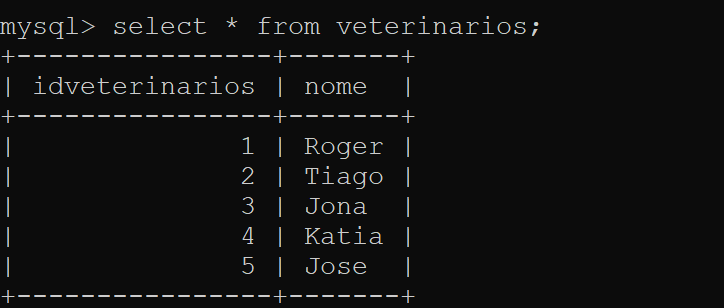 mysql> select * from veterinarios;
+-----------------+-------+
| idveterinarios | nome  |
+-----------------+-------+
|              1 | Roger |
|              2 | Tiago |
|              3 | Jona  |
|              4 | Katia |
|              5 | Jose  |
+-----------------+-------+